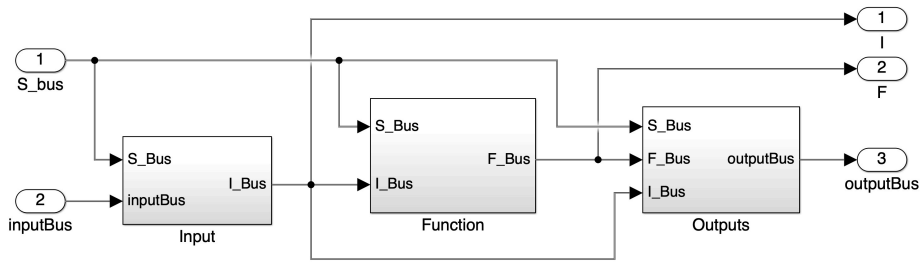 1
S_bus
2
inputBus
S_Bus
inputBus
I_Bus
Input
S_Bus
I_Bus
F_Bus
Function
S_Bus
F_Bus
I_Bus
outputBus
Outputs
1
I
2
F
3
outputBus